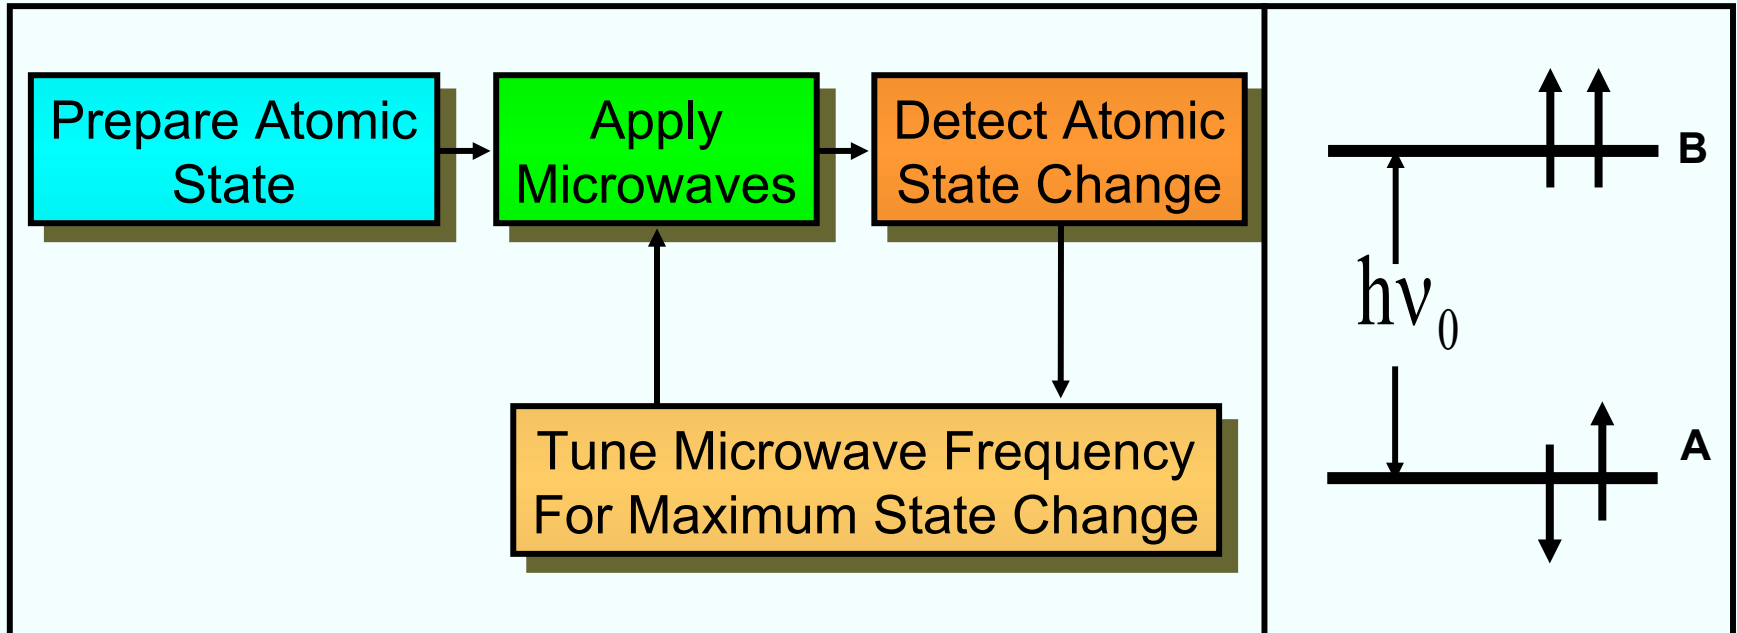 Prepare Atomic
State
Apply
Microwaves
Detect Atomic
State Change
Tune Microwave Frequency
For Maximum State Change
B
hν₀
A